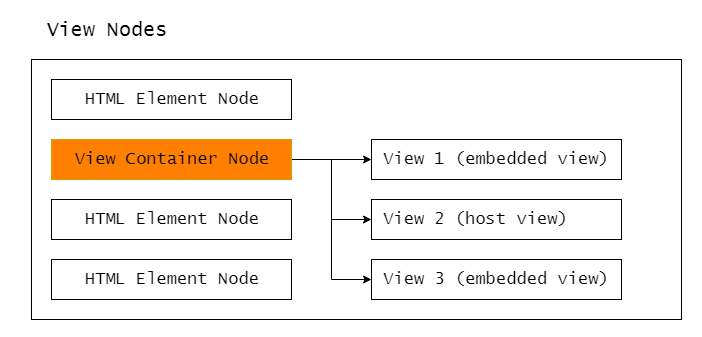 View Nodes
HTML Element Node
View Container Node
View 1 (embedded view)
HTML Element Node
View 2 (host view)
HTML Element Node
View 3 (embedded view)